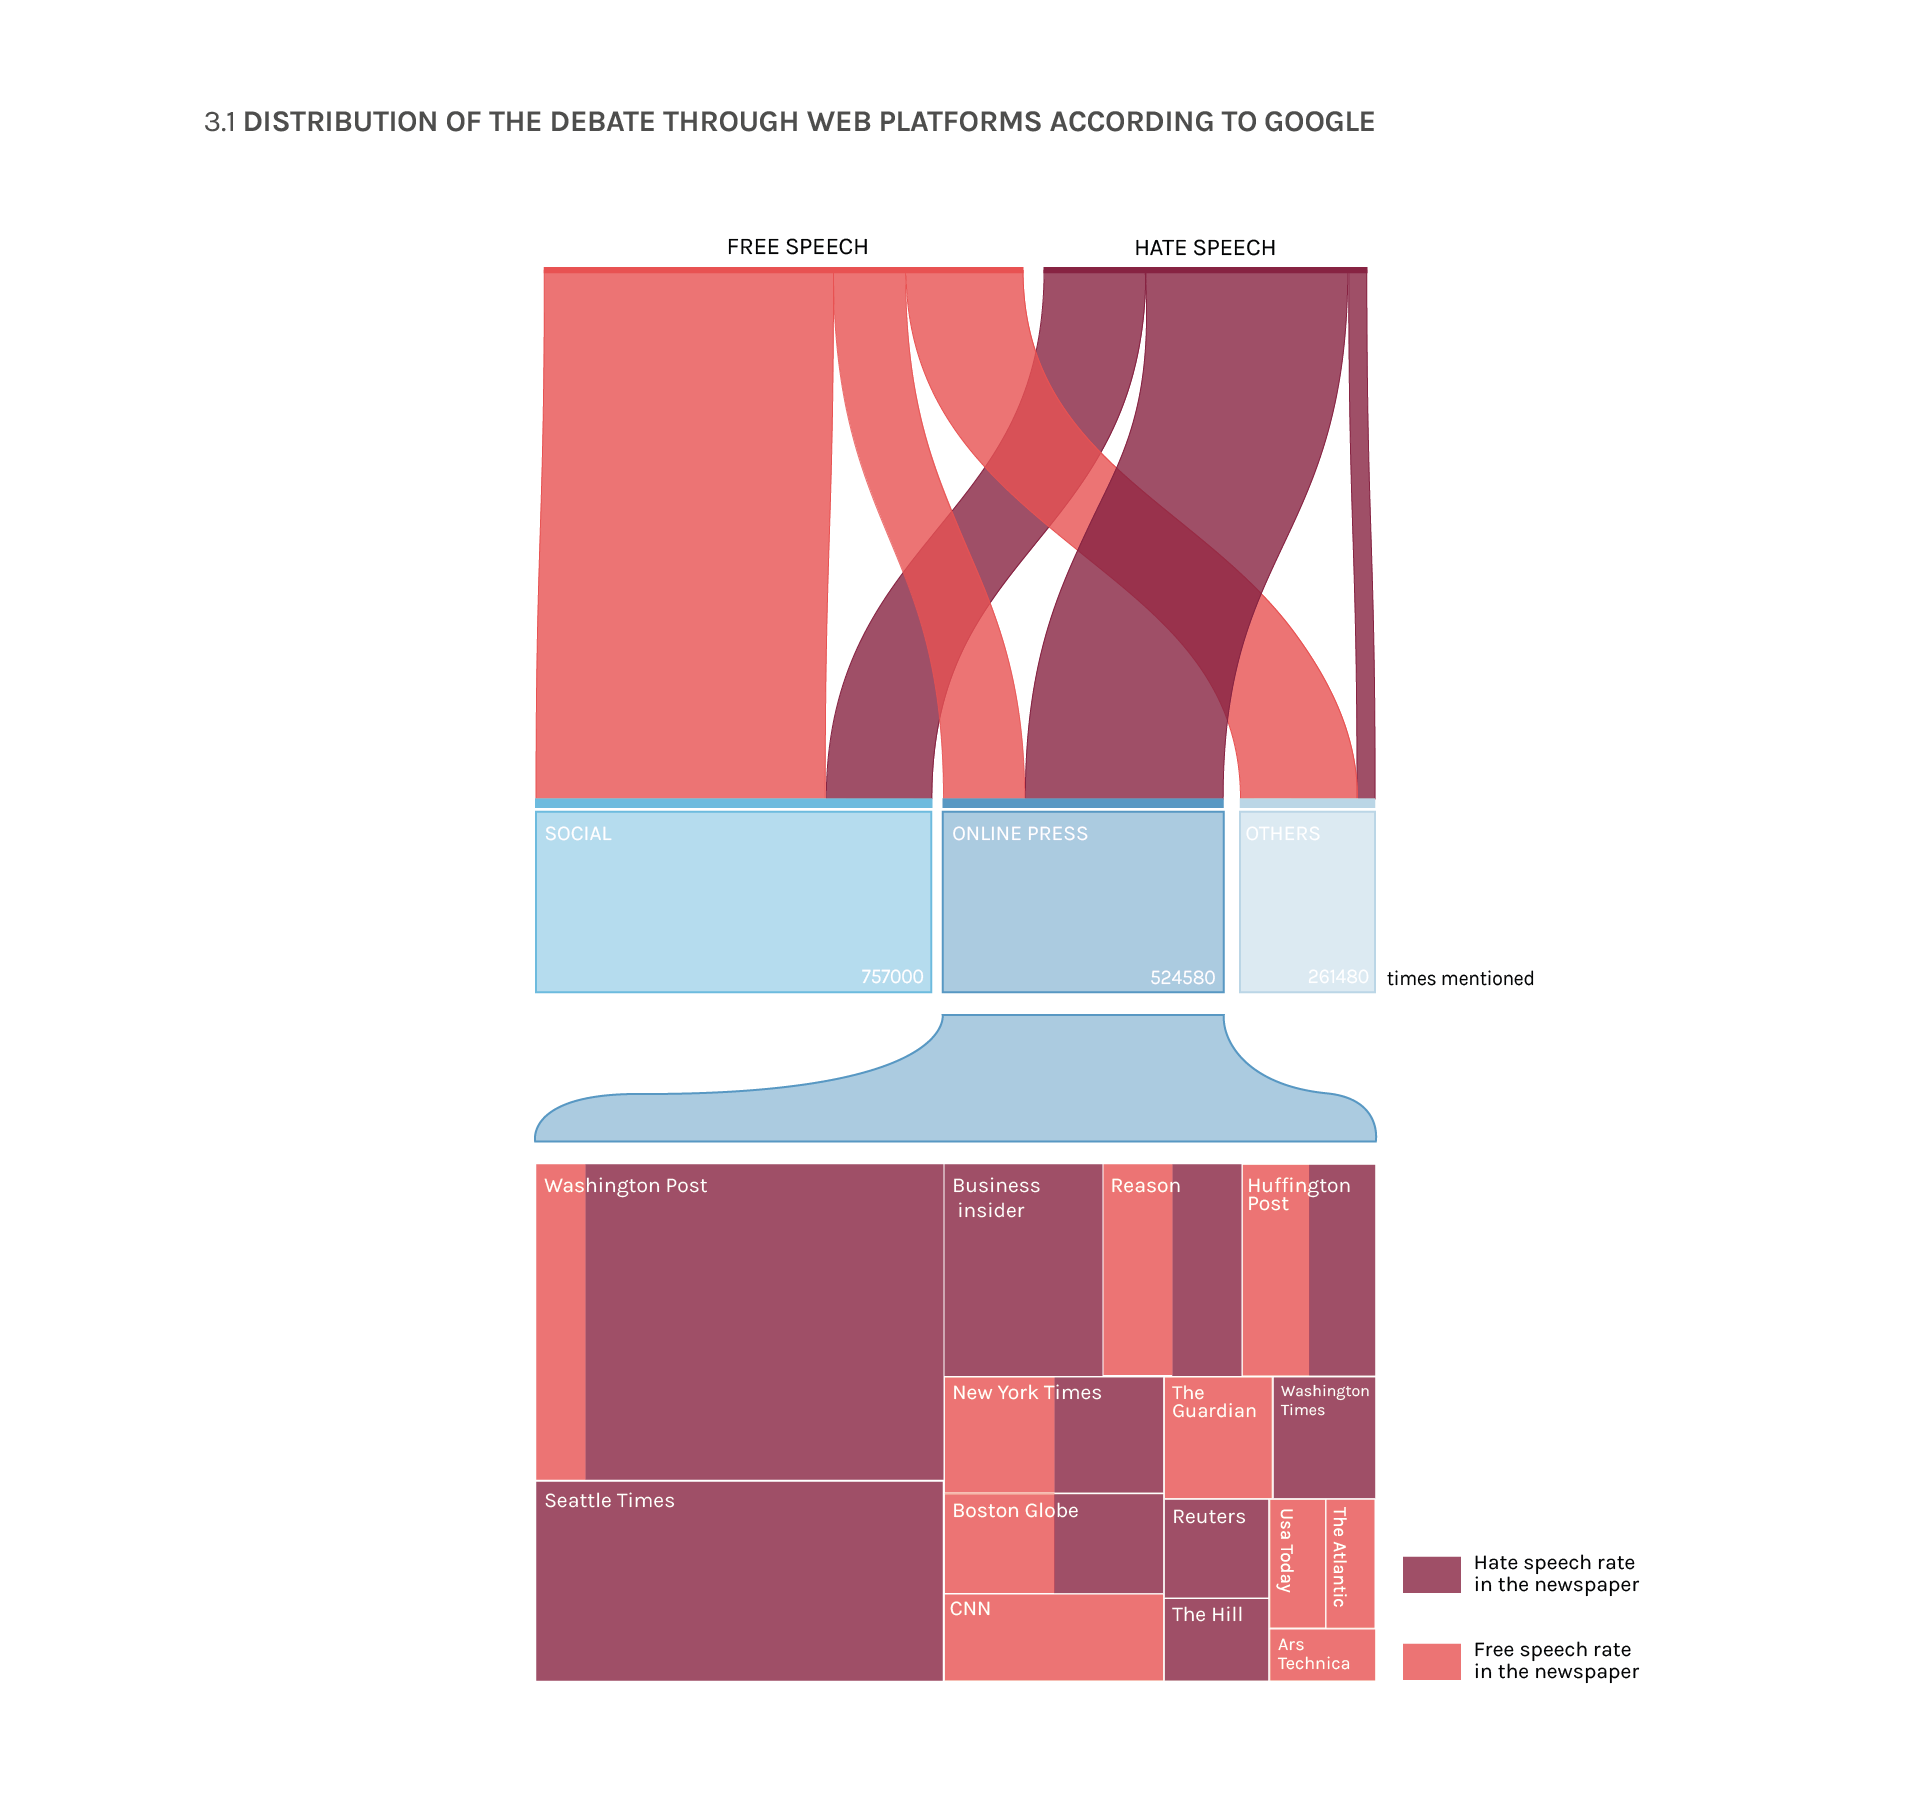 3.1 DISTRIBUTION OF THE DEBATE THROUGH WEB PLATFORMS ACCORDING TO GOOGLE
FREE SPEECH
HATE SPEECH
SOCIAL
ONLINE PRESS
OTHERS
757000
524580
261480
times mentioned
Washington Post
Business
insider
Reason
Huffington
Post
New York Times
The
Guardian
Washington
Times
Seattle Times
Boston Globe
Reuters
Usa Today
The Atlantic
CNN
The Hill
Ars
Technica
Hate speech rate
in the newspaper
Free speech rate
in the newspaper